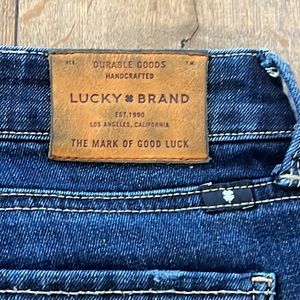 DURABLE GOODS
HANDCRAFTED
LUCKY BRAND
EST. 1990
LOS ANGELES, CALIFORNIA
THE MARK OF GOOD LUCK